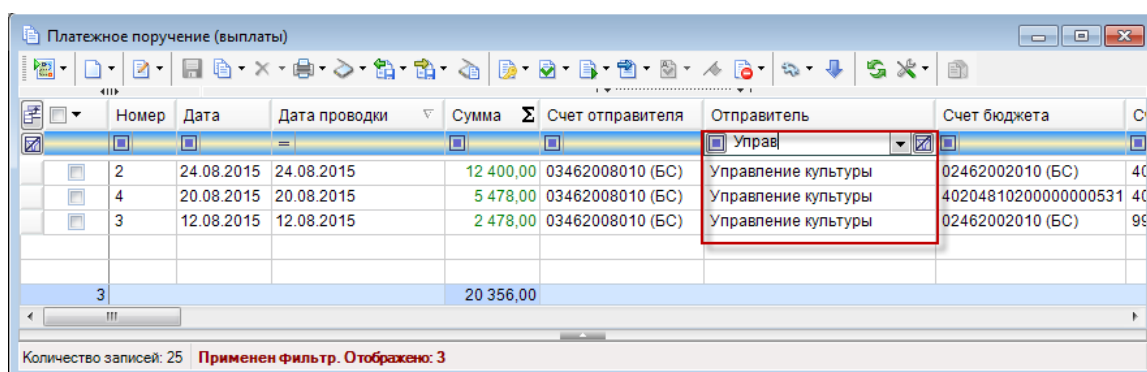 Платежное поручение (выплаты)
Номер Дата Дата проводки Сумма Σ Счет отправителя Отправитель Счет бюджета
= Управ
2 24.08.2015 24.08.2015 12 400,00 03462008010 (БС) Управление культуры 02462002010 (БС) 40
4 20.08.2015 20.08.2015 5 478,00 03462008010 (БС) Управление культуры 40204810200000000531 40
3 12.08.2015 12.08.2015 2 478,00 03462008010 (БС) Управление культуры 02462002010 (БС) 99
3 20 356,00
Количество записей: 25 Применен фильтр. Отображено: 3